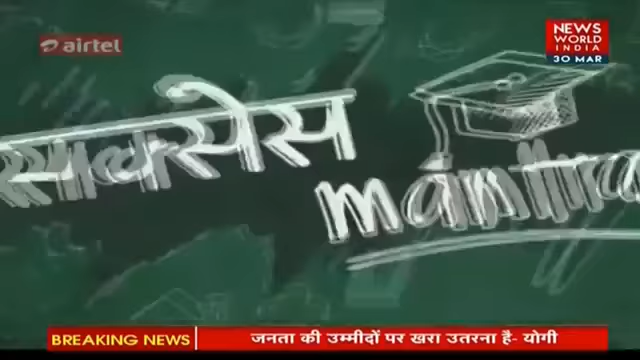 airtel
NEWS
WORLD
INDIA
30 MAR
सक्सेस
mantra
BREAKING NEWS
जनता की उम्मीदों पर खरा उतरना है- योगी